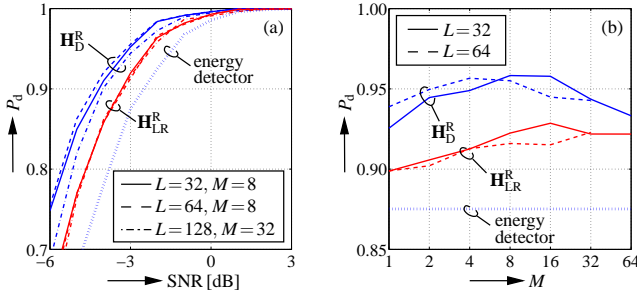 1.0
0.9
0.8
0.7
P_d
−6
−3
0
3
SNR [dB]
(a)
H_D^R
H_LR^R
energy
detector
L=32, M=8
L=64, M=8
L=128, M=32
1.00
0.95
0.90
0.85
P_d
1
2
4
8
16
32
64
M
(b)
L=32
L=64
H_D^R
H_LR^R
energy
detector